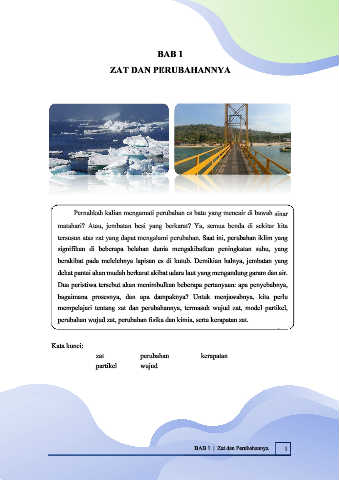 BAB 1
ZAT DAN PERUBAHANNYA
Pernahkah kalian mengamati perubahan es batu yang mencair di bawah sinar
matahari? Atau, jembatan besi yang berkarat? Ya, semua benda di sekitar kita
tersusun atas zat yang dapat mengalami perubahan. Saat ini, perubahan iklim yang
signifikan di beberapa belahan dunia mengakibatkan peningkatan suhu, yang
berakibat pada melelehnya lapisan es di kutub. Demikian halnya, jembatan yang
dekat pantai akan mudah berkarat akibat udara laut yang mengandung garam dan air.
Dua peristiwa tersebut akan menimbulkan beberapa pertanyaan: apa penyebabnya,
bagaimana prosesnya, dan apa dampaknya? Untuk menjawabnya, kita perlu
mempelajari tentang zat dan perubahannya, termasuk wujud zat, model partikel,
perubahan wujud zat, perubahan fisika dan kimia, serta kerapatan zat.
Kata kunci:
zat perubahan kerapatan
partikel wujud
BAB 1 | Zat dan Perubahannya 1